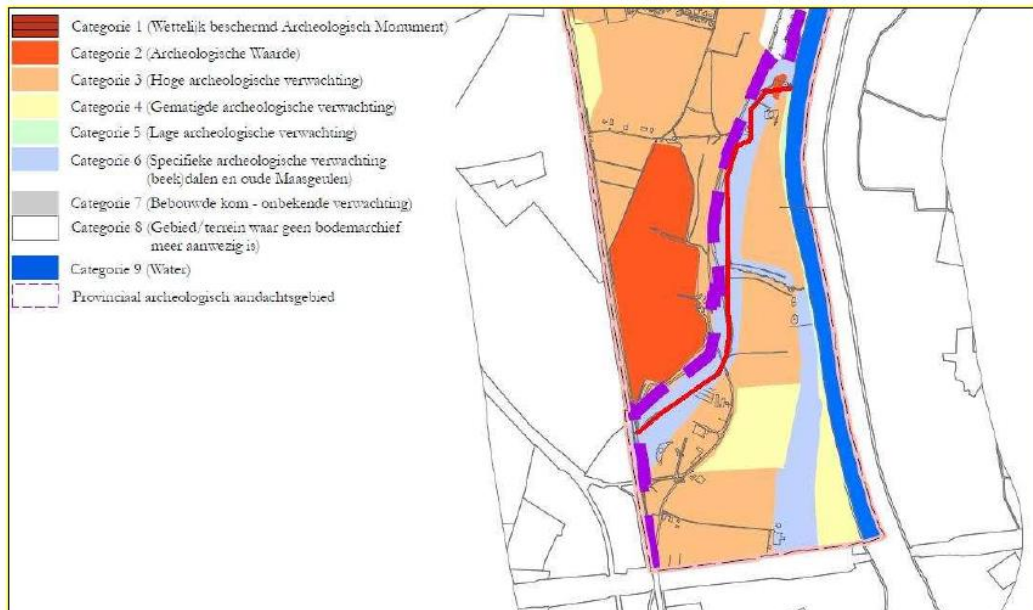 Categorie 1 (Wettelijk beschermd Archeologisch Monument)
Categorie 2 (Archeologische Waarde)
Categorie 3 (Hoge archeologische verwachting)
Categorie 4 (Gematigde archeologische verwachting)
Categorie 5 (Lage archeologische verwachting)
Categorie 6 (Specifieke archeologische verwachting
(beek)dalen en oude Maasgeulen)
Categorie 7 (Bebouwde kom - onbekende verwachting)
Categorie 8 (Gebied/terrein waar geen bodemarchief
meer aanwezig is)
Categorie 9 (Water)
Provinciaal archeologisch aandachtsgebied